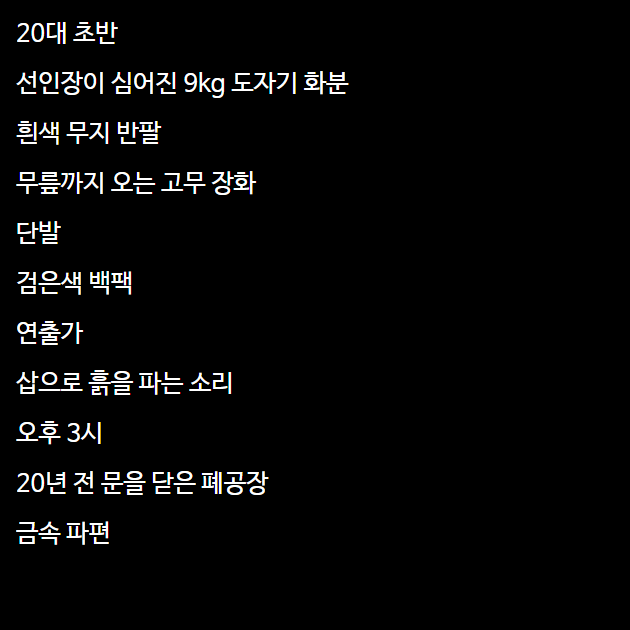 20대 초반
선인장이 심어진 9kg 도자기 화분
흰색 무지 반팔
무릎까지 오는 고무 장화
단발
검은색 백팩
연출가
삽으로 흙을 파는 소리
오후 3시
20년 전 문을 닫은 폐공장
금속 파편